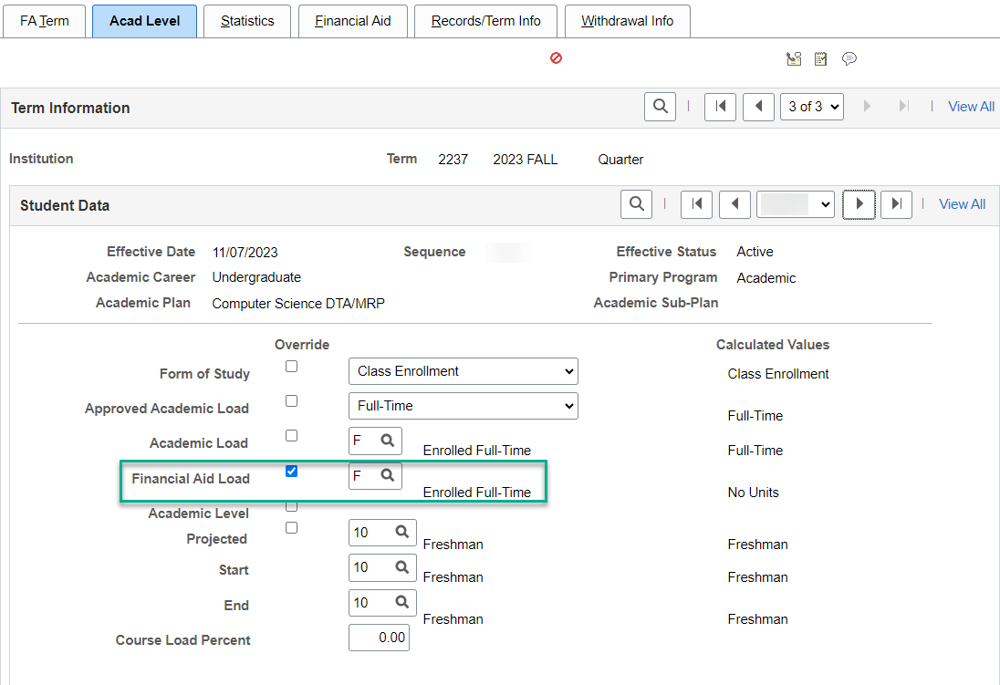 FA Term Acad Level Statistics Financial Aid Records/Term Info Withdrawal Info
Term Information 3 of 3 View All
Institution Term 2237 2023 FALL Quarter
Student Data View All
Effective Date 11/07/2023 Sequence Effective Status Active
Academic Career Undergraduate Primary Program Academic
Academic Plan Computer Science DTA/MRP Academic Sub-Plan
Override Calculated Values
Form of Study Class Enrollment Class Enrollment
Approved Academic Load Full-Time Full-Time
Academic Load F Enrolled Full-Time Full-Time
Financial Aid Load F Enrolled Full-Time No Units
Academic Level
Projected 10 Freshman Freshman
Start 10 Freshman Freshman
End 10 Freshman Freshman
Course Load Percent 0.00